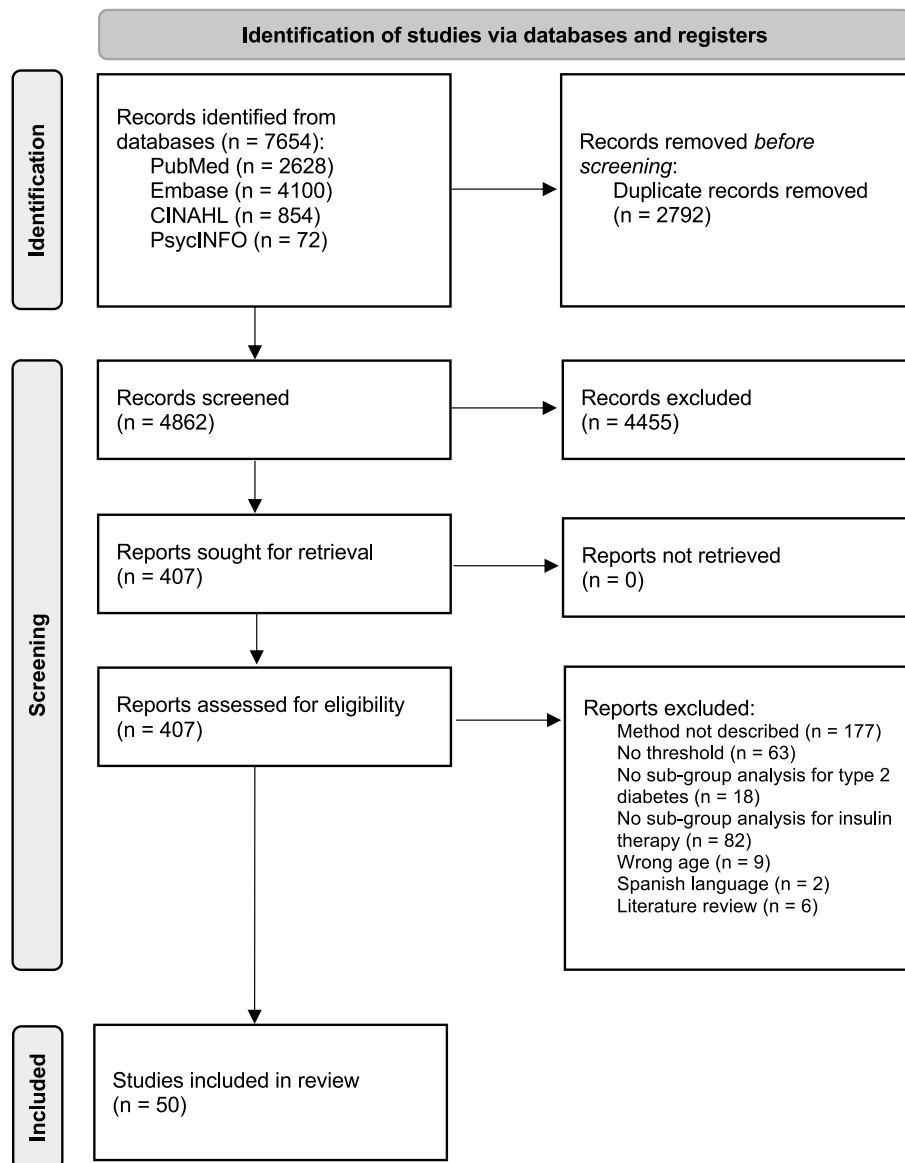 Identification of studies via databases and registers
Identification
Records identified from
databases (n = 7654):
PubMed (n = 2628)
Embase (n = 4100)
CINAHL (n = 854)
PsycINFO (n = 72)
Records removed before
screening:
Duplicate records removed
(n = 2792)
Screening
Records screened
(n = 4862)
Records excluded
(n = 4455)
Reports sought for retrieval
(n = 407)
Reports not retrieved
(n = 0)
Reports assessed for eligibility
(n = 407)
Reports excluded:
Method not described (n = 177)
No threshold (n = 63)
No sub-group analysis for type 2
diabetes (n = 18)
No sub-group analysis for insulin
therapy (n = 82)
Wrong age (n = 9)
Spanish language (n = 2)
Literature review (n = 6)
Included
Studies included in review
(n = 50)